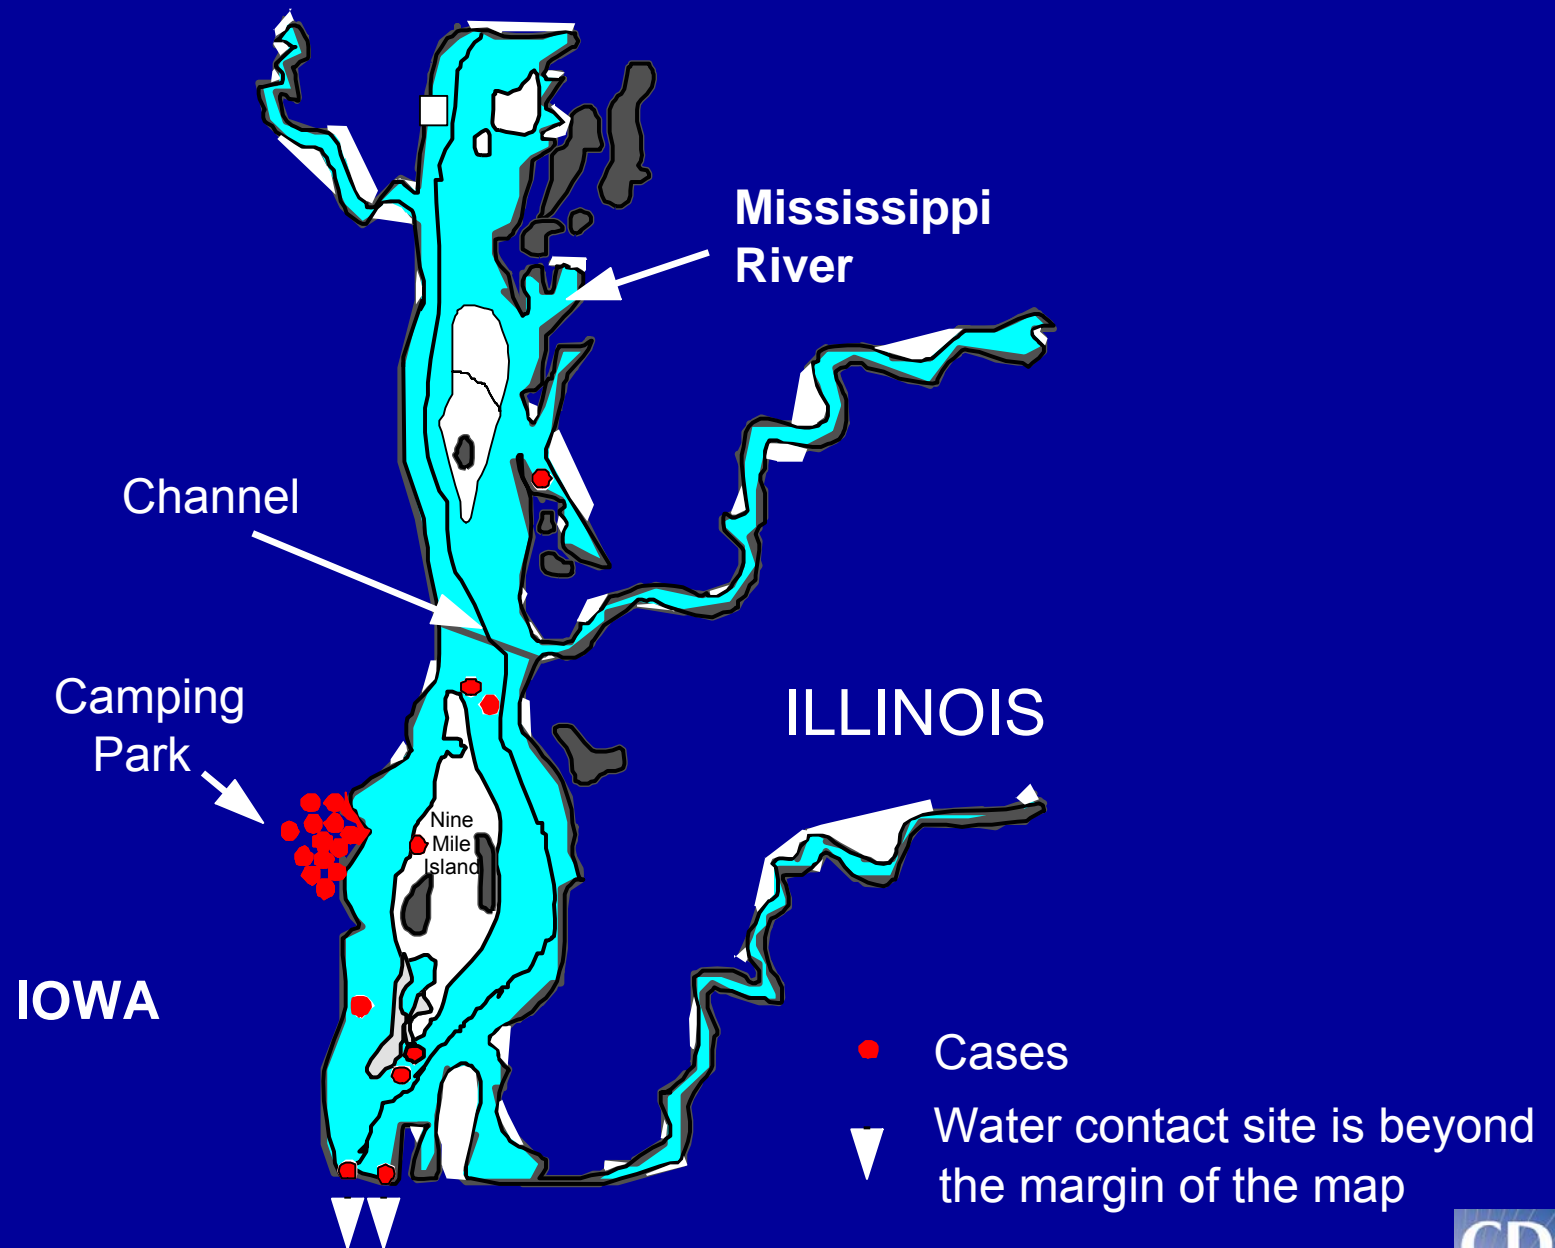 Mississippi
River
Channel
Camping
Park
ILLINOIS
Nine
Mile
Island
IOWA
Cases
Water contact site is beyond
the margin of the map
CD